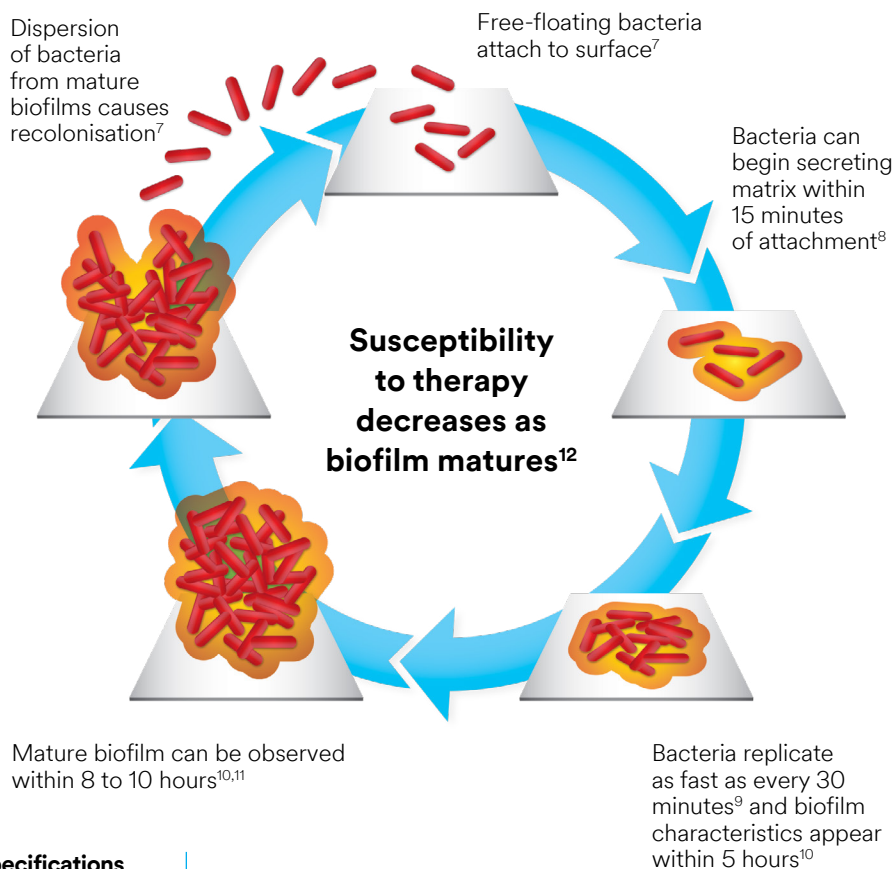 Dispersion
of bacteria
from mature
biofilms causes
recolonisation⁷
Free-floating bacteria
attach to surface⁷
Bacteria can
begin secreting
matrix within
15 minutes
of attachment⁸
Susceptibility
to therapy
decreases as
biofilm matures¹²
Mature biofilm can be observed
within 8 to 10 hours¹⁰,¹¹
Bacteria replicate
as fast as every 30
minutes⁹ and biofilm
characteristics appear
within 5 hours¹⁰